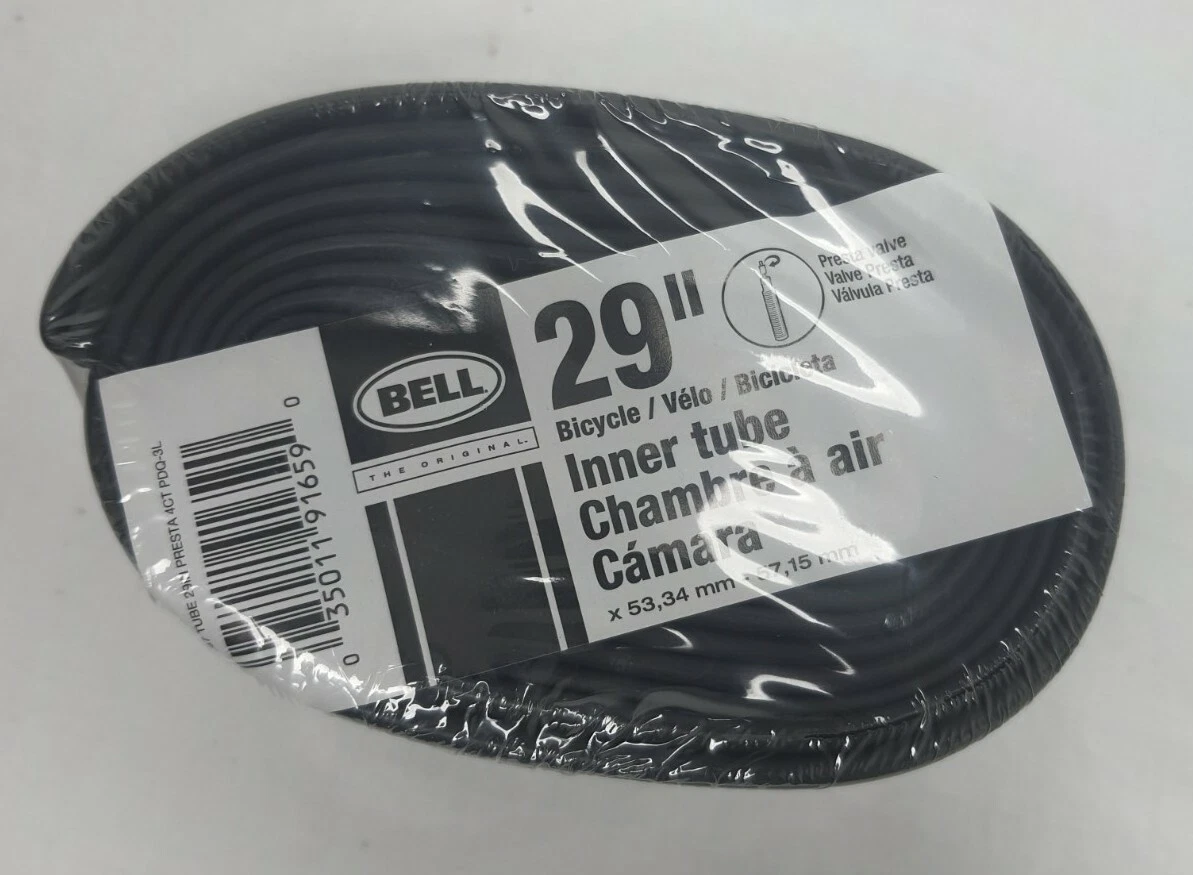 29"
Presta valve
Valve Presta
Válvula Presta
Bicycle / Vélo / Bicicleta
Inner tube
Chambre à air
Cámara
x 53,34 mm - 57,15 mm
BELL
THE ORIGINAL.
0 35011 91659 0
TUBE 29IN PRESTA 4CT PDQ-3L